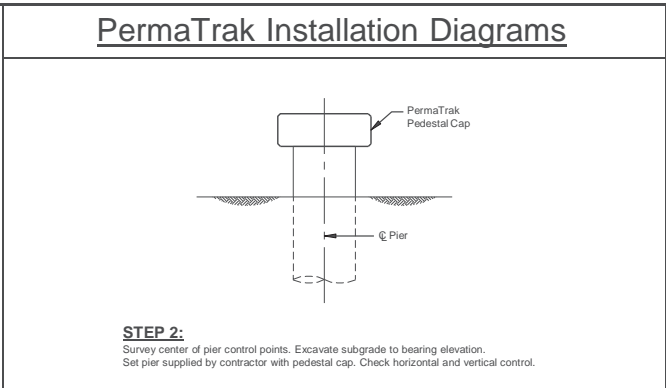 PermaTrak Installation Diagrams
PermaTrak
Pedestal Cap
℄ Pier
STEP 2:
Survey center of pier control points. Excavate subgrade to bearing elevation.
Set pier supplied by contractor with pedestal cap. Check horizontal and vertical control.